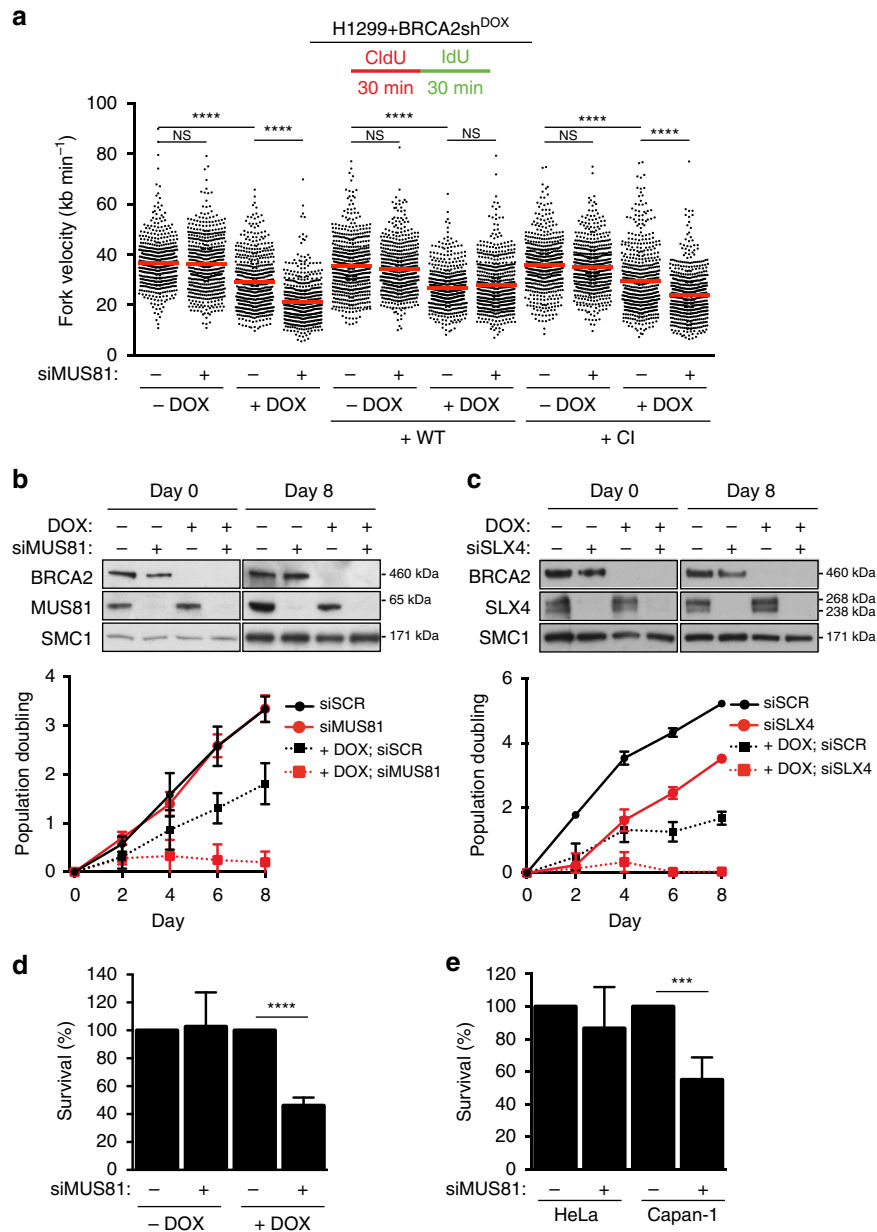 a
H1299+BRCA2sh^DOX
CldU IdU
30 min 30 min
Fork velocity (kb min⁻¹)
100
80
60
40
20
0
**** **** **** NS **** ****
NS NS NS
siMUS81: – + – + – + – + – + – +
– DOX + DOX – DOX + DOX – DOX + DOX
+ WT + CI
b
Day 0 Day 8
DOX: – – + + – – + +
siMUS81: – + – + – + – +
BRCA2 - 460 kDa
MUS81 - 65 kDa
SMC1 - 171 kDa
Population doubling
4
3
2
1
0
0 2 4 6 8
Day
siSCR
siMUS81
+ DOX; siSCR
+ DOX; siMUS81
c
Day 0 Day 8
DOX: – – + + – – + +
siSLX4: – + – + – + – +
BRCA2 - 460 kDa
SLX4 - 268 kDa
- 238 kDa
SMC1 - 171 kDa
Population doubling
6
4
2
0
0 2 4 6 8
Day
siSCR
siSLX4
+ DOX; siSCR
+ DOX; siSLX4
d
Survival (%)
140
120
100
80
60
40
20
0
****
siMUS81: – + – +
– DOX + DOX
e
Survival (%)
120
100
80
60
40
20
0
***
siMUS81: – + – +
HeLa Capan-1